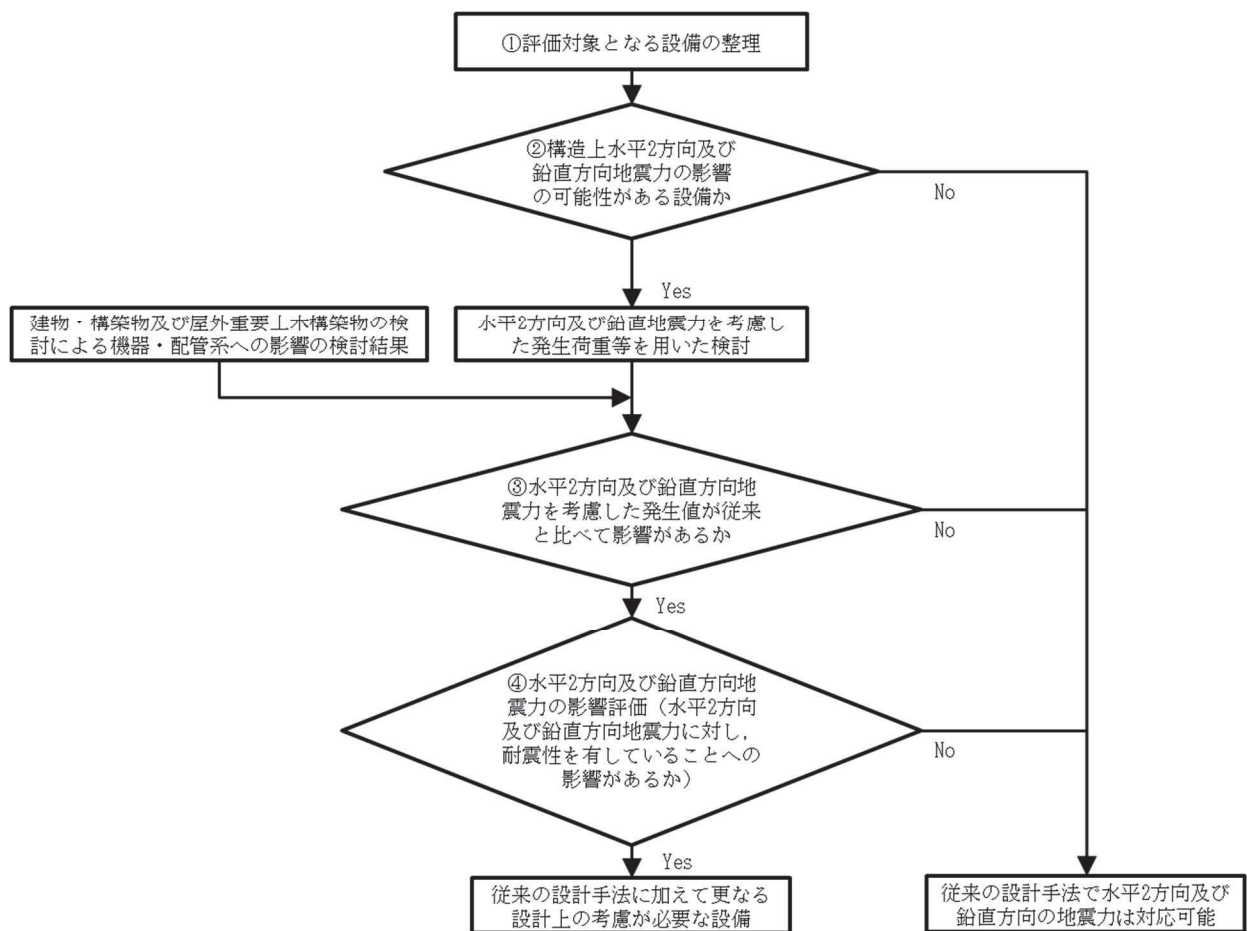 ①評価対象となる設備の整理
②構造上水平2方向及び
鉛直方向地震力の影響
の可能性がある設備か
No
Yes
建物・構築物及び屋外重要土木構築物の検
討による機器・配管系への影響の検討結果
水平2方向及び鉛直地震力を考慮し
た発生荷重等を用いた検討
③水平2方向及び鉛直方向地
震力を考慮した発生値が従来
と比べて影響があるか
No
Yes
④水平2方向及び鉛直方向地
震力の影響評価（水平2方向
及び鉛直方向地震力に対し，
耐震性を有していることへの
影響があるか）
No
Yes
従来の設計手法に加えて更なる
設計上の考慮が必要な設備
従来の設計手法で水平2方向及び
鉛直方向の地震力は対応可能